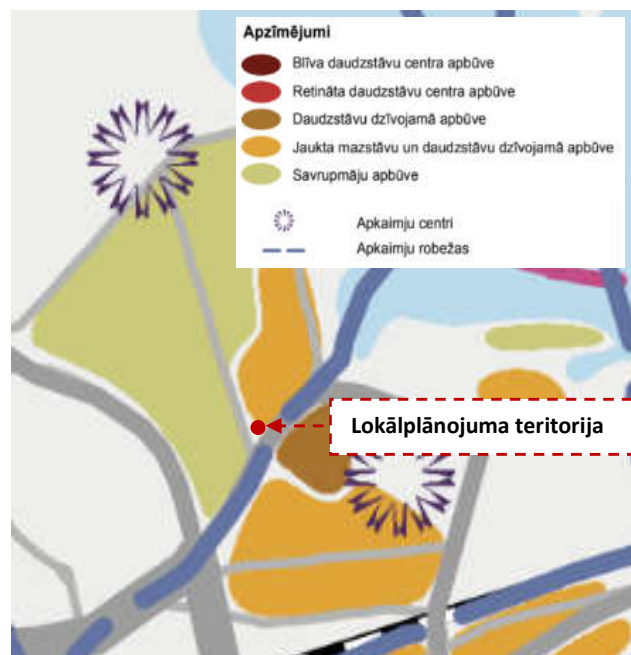 Apzīmējumi
Blīva daudzstāvu centra apbūve
Retināta daudzstāvu centra apbūve
Daudzstāvu dzīvojamā apbūve
Jaukta mazstāvu un daudzstāvu dzīvojamā apbūve
Savrupmāju apbūve
Apkaimju centri
Apkaimju robežas
Lokālplānojuma teritorija